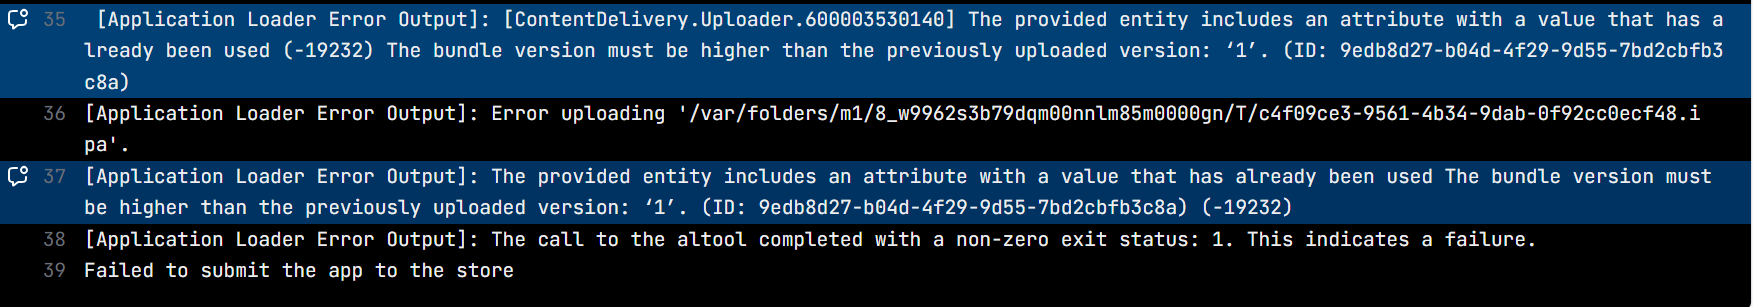 35 [Application Loader Error Output]: [ContentDelivery.Uploader.600003530140] The provided entity includes an attribute with a value that has a
lready been used (-19232) The bundle version must be higher than the previously uploaded version: ‘1’. (ID: 9edb8d27-b04d-4f29-9d55-7bd2cbfb3
c8a)
36 [Application Loader Error Output]: Error uploading '/var/folders/m1/8_w9962s3b79dqm00nnlm85m0000gn/T/c4f09ce3-9561-4b34-9dab-0f92cc0ecf48.i
pa'.
37 [Application Loader Error Output]: The provided entity includes an attribute with a value that has already been used The bundle version must
be higher than the previously uploaded version: ‘1’. (ID: 9edb8d27-b04d-4f29-9d55-7bd2cbfb3c8a) (-19232)
38 [Application Loader Error Output]: The call to the altool completed with a non-zero exit status: 1. This indicates a failure.
39 Failed to submit the app to the store